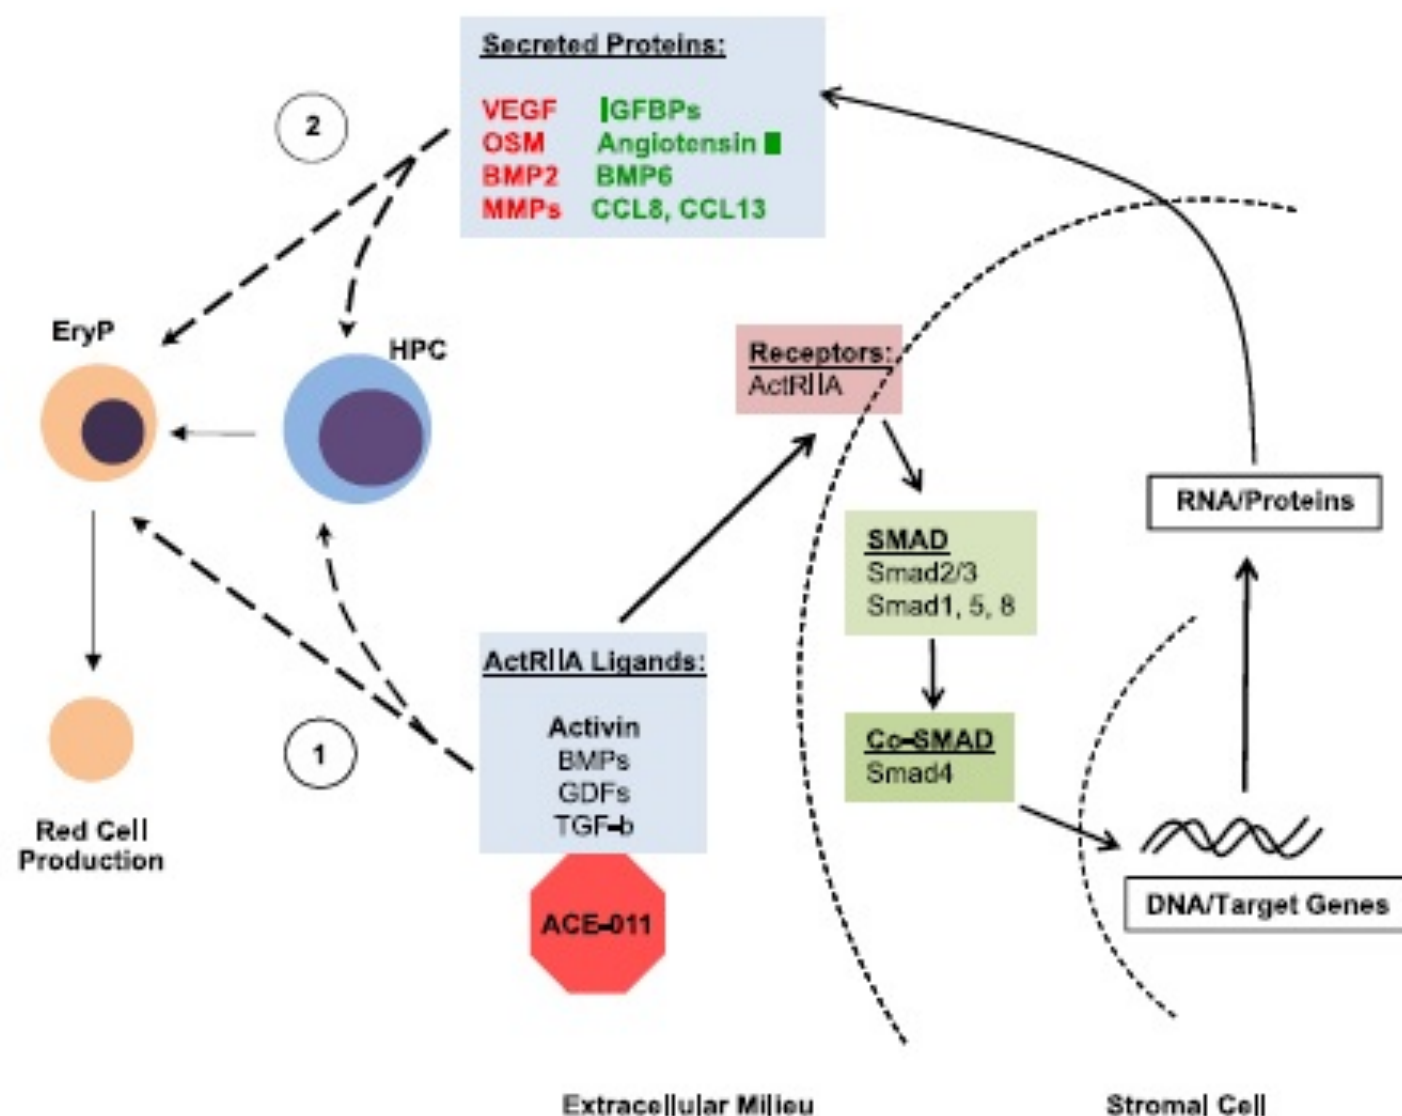 Secreted Proteins:
VEGF IGFBPs
OSM Angiotensin II
BMP2 BMP6
MMPs CCL8, CCL13
2
EryP
HPC
Receptors:
ActRIIA
RNA/Proteins
SMAD
Smad2/3
Smad1, 5, 8
ActRIIA Ligands:
Activin
BMPs
GDFs
TGF-b
1
Co-SMAD
Smad4
Red Cell
Production
ACE-011
DNA/Target Genes
Extracellular Milieu
Stromal Cell